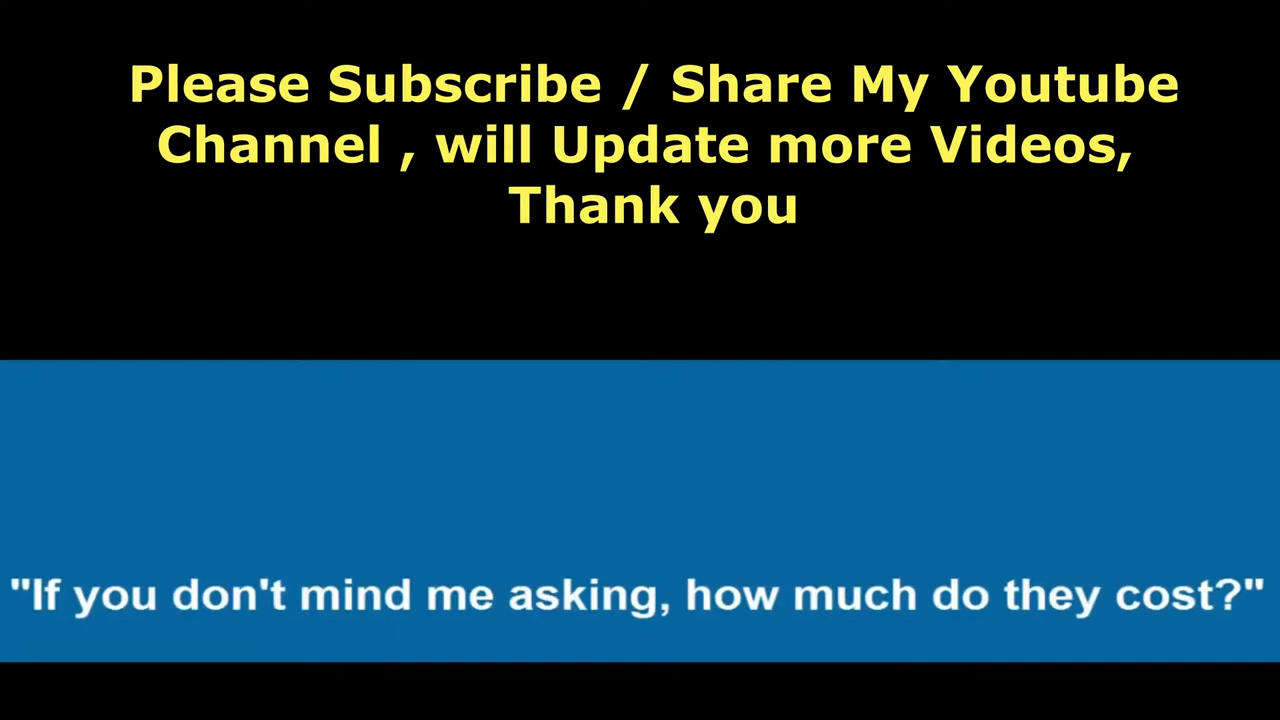 Please Subscribe / Share My Youtube
Channel , will Update more Videos,
Thank you
"If you don't mind me asking, how much do they cost?"